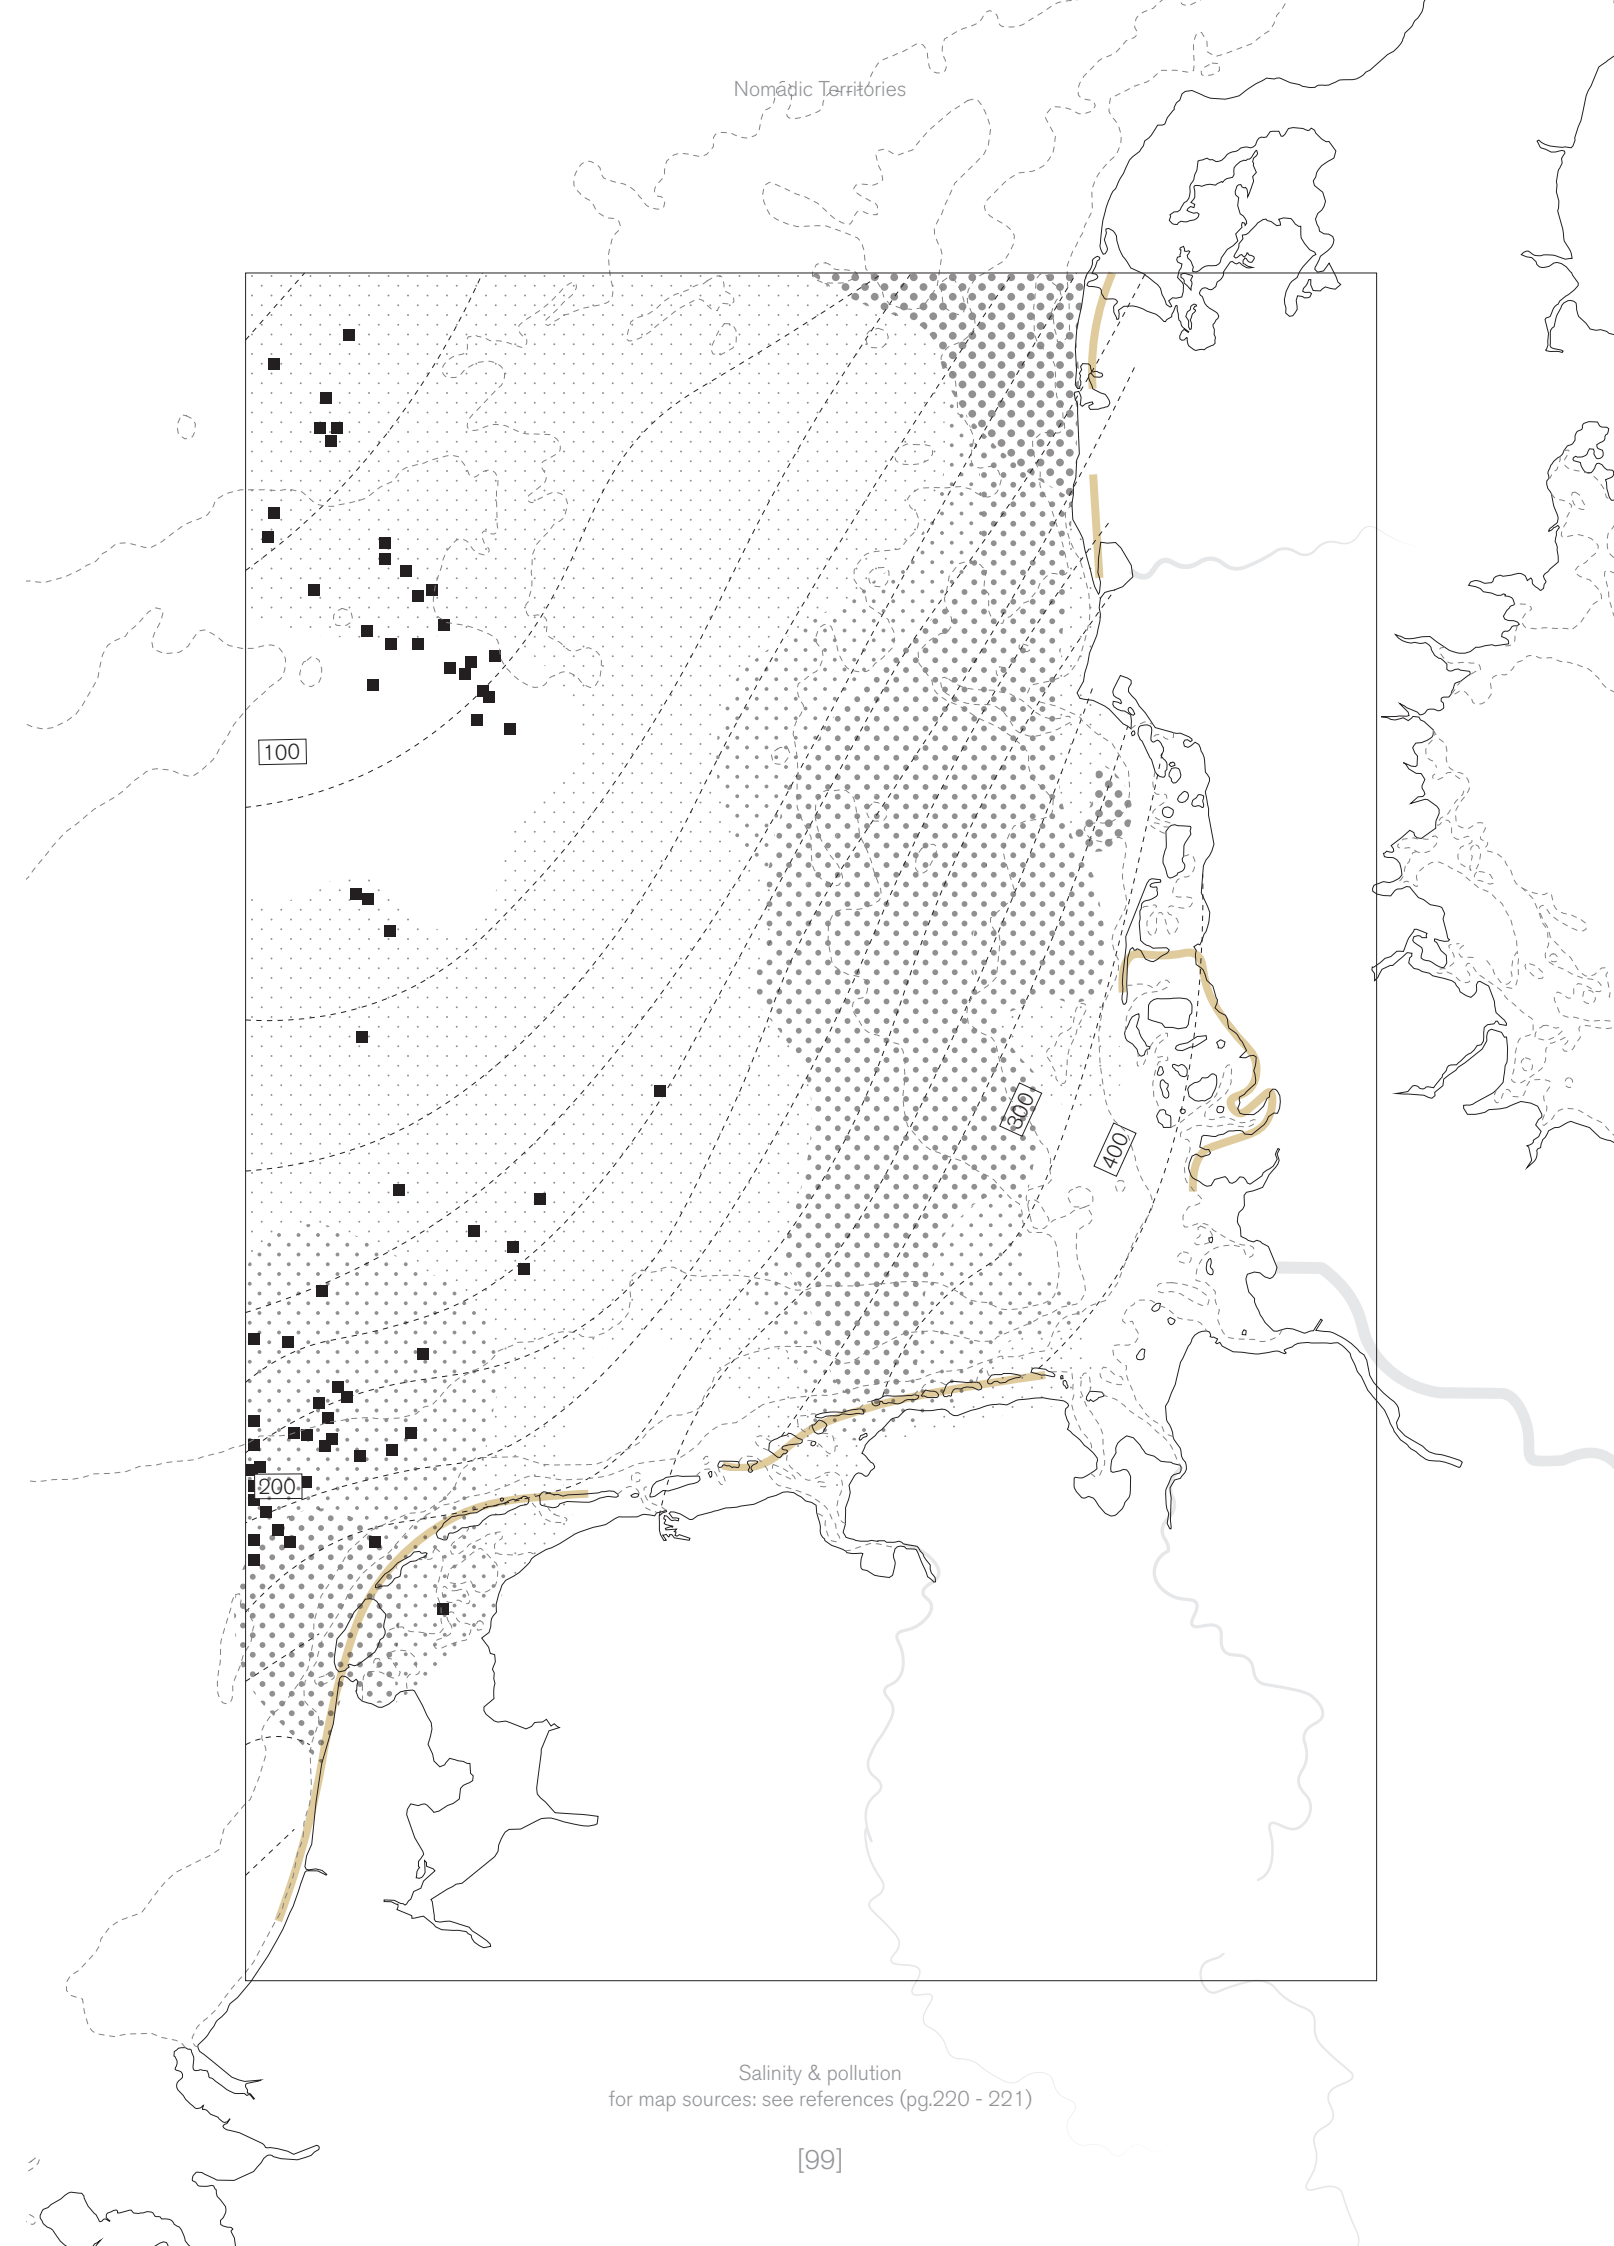 Nomadic Territories
100
300
400
200
Salinity & pollution
for map sources: see references (pg.220 - 221)
[99]